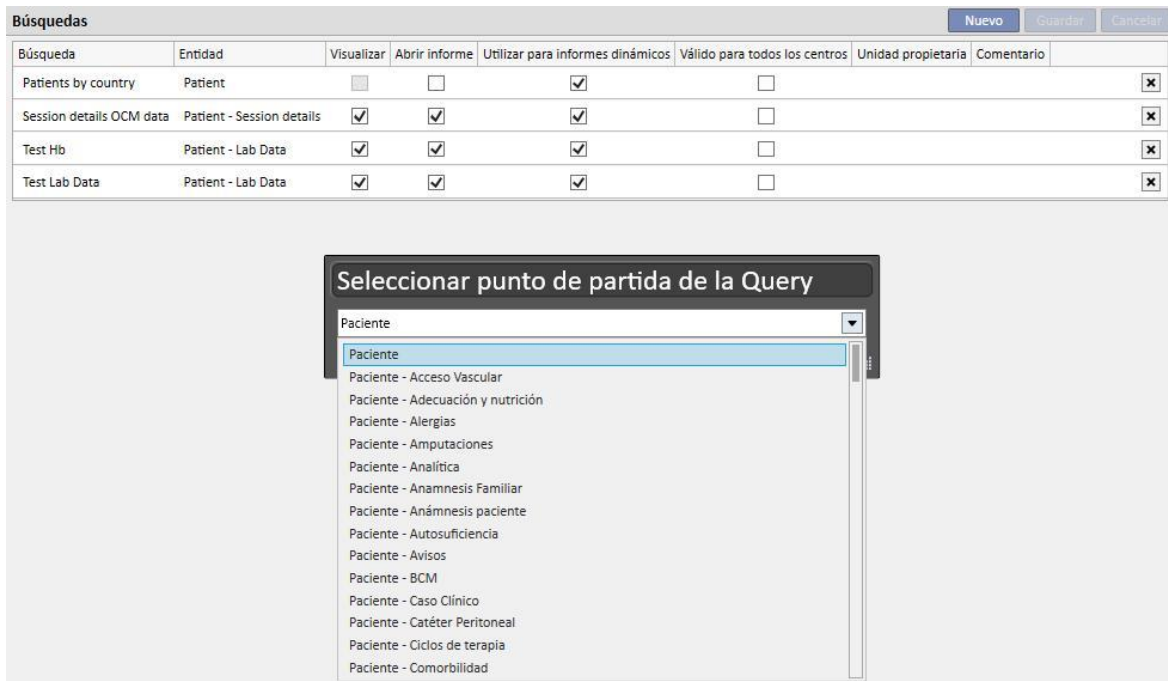 Búsquedas Nuevo Guardar Cancelar
Búsqueda Entidad Visualizar Abrir informe Utilizar para informes dinámicos Válido para todos los centros Unidad propietaria Comentario
Patients by country Patient
Session details OCM data Patient - Session details
Test Hb Patient - Lab Data
Test Lab Data Patient - Lab Data
Seleccionar punto de partida de la Query
Paciente
Paciente
Paciente - Acceso Vascular
Paciente - Adecuación y nutrición
Paciente - Alergias
Paciente - Amputaciones
Paciente - Analítica
Paciente - Anamnesis Familiar
Paciente - Anámnesis paciente
Paciente - Autosuficiencia
Paciente - Avisos
Paciente - BCM
Paciente - Caso Clínico
Paciente - Catéter Peritoneal
Paciente - Ciclos de terapia
Paciente - Comorbilidad